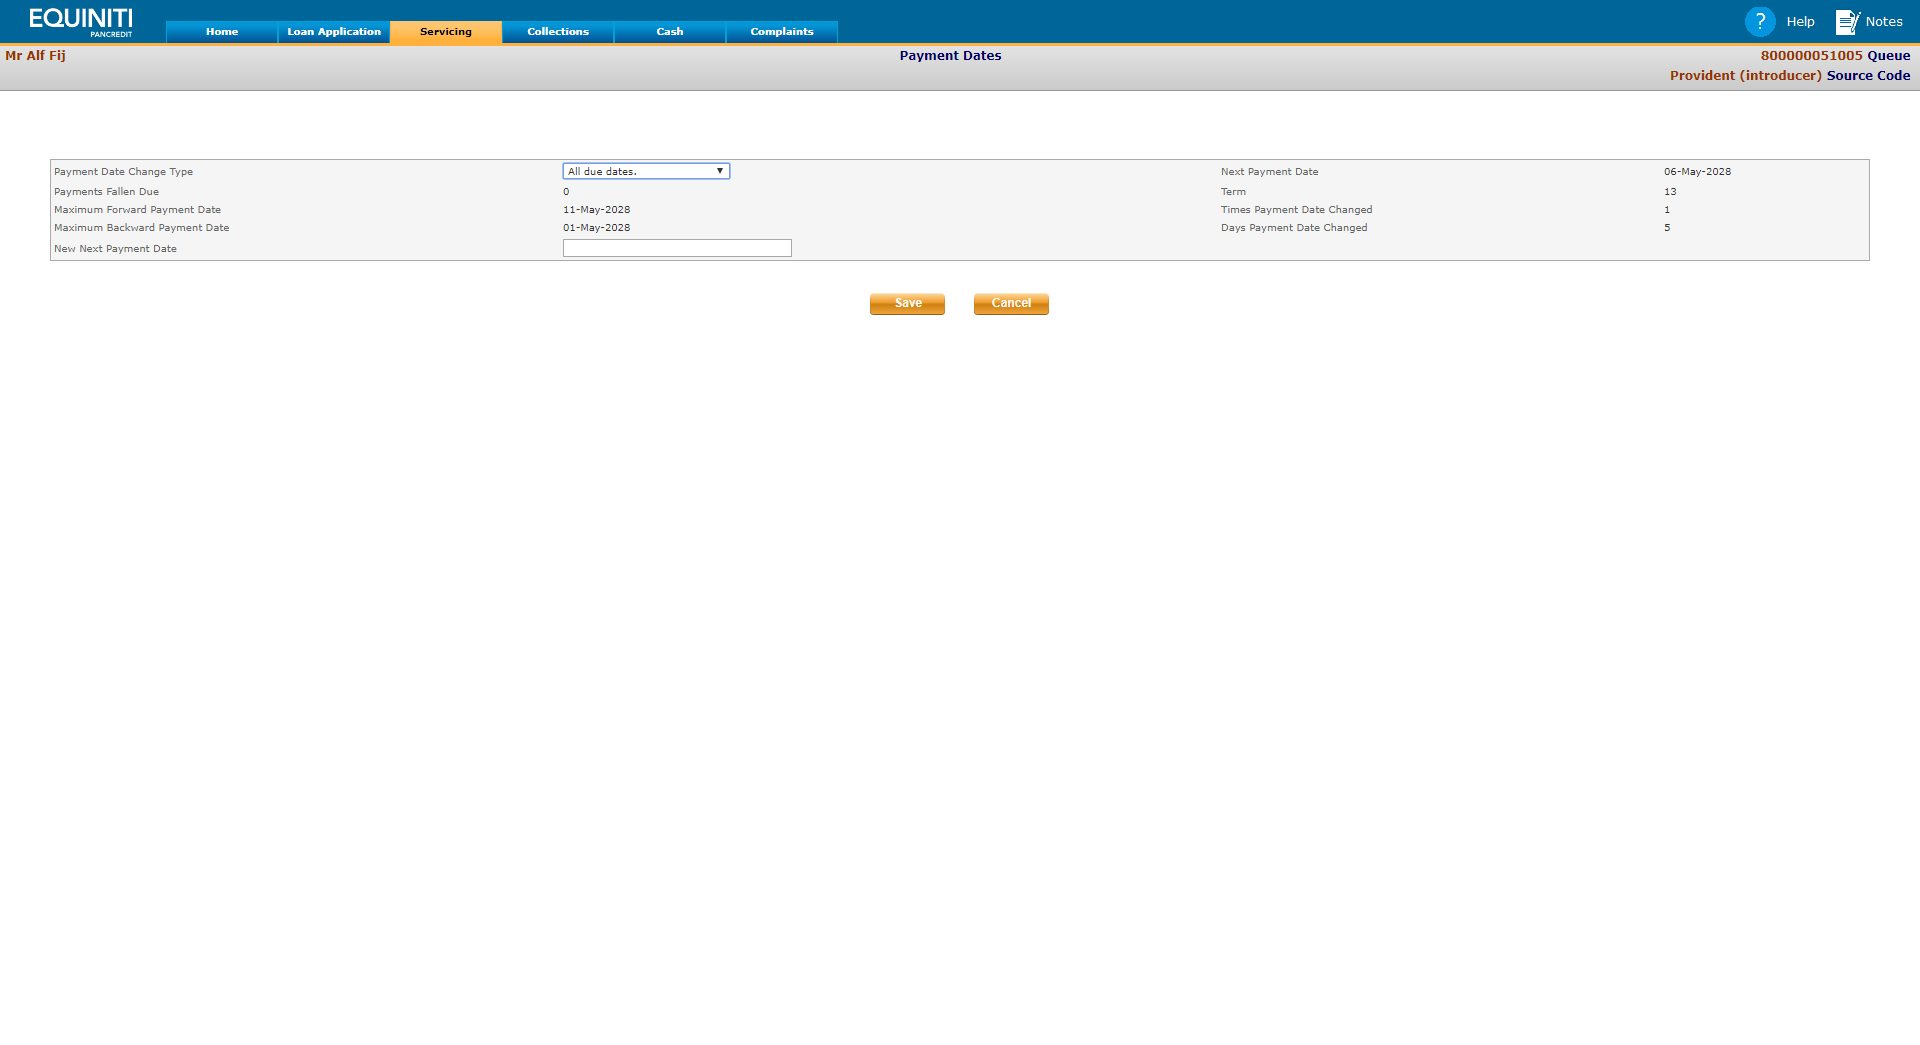 EQUINITI
PANCREDIT
Home Loan Application Servicing Collections Cash Complaints
? Help Notes
Mr Alf Fij Payment Dates 800000051005 Queue
Provident (introducer) Source Code
Payment Date Change Type All due dates. Next Payment Date 06-May-2028
Payments Fallen Due 0 Term 13
Maximum Forward Payment Date 11-May-2028 Times Payment Date Changed 1
Maximum Backward Payment Date 01-May-2028 Days Payment Date Changed 5
New Next Payment Date
Save Cancel